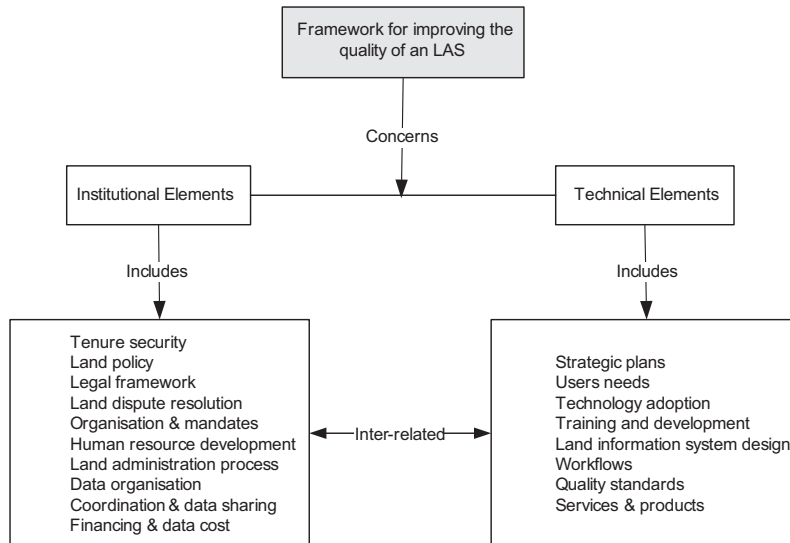 Framework for improving the
quality of an LAS
Concerns
Institutional Elements
Technical Elements
Includes
Includes
Tenure security
Land policy
Legal framework
Land dispute resolution
Organisation & mandates
Human resource development
Land administration process
Data organisation
Coordination & data sharing
Financing & data cost
Inter-related
Strategic plans
Users needs
Technology adoption
Training and development
Land information system design
Workflows
Quality standards
Services & products